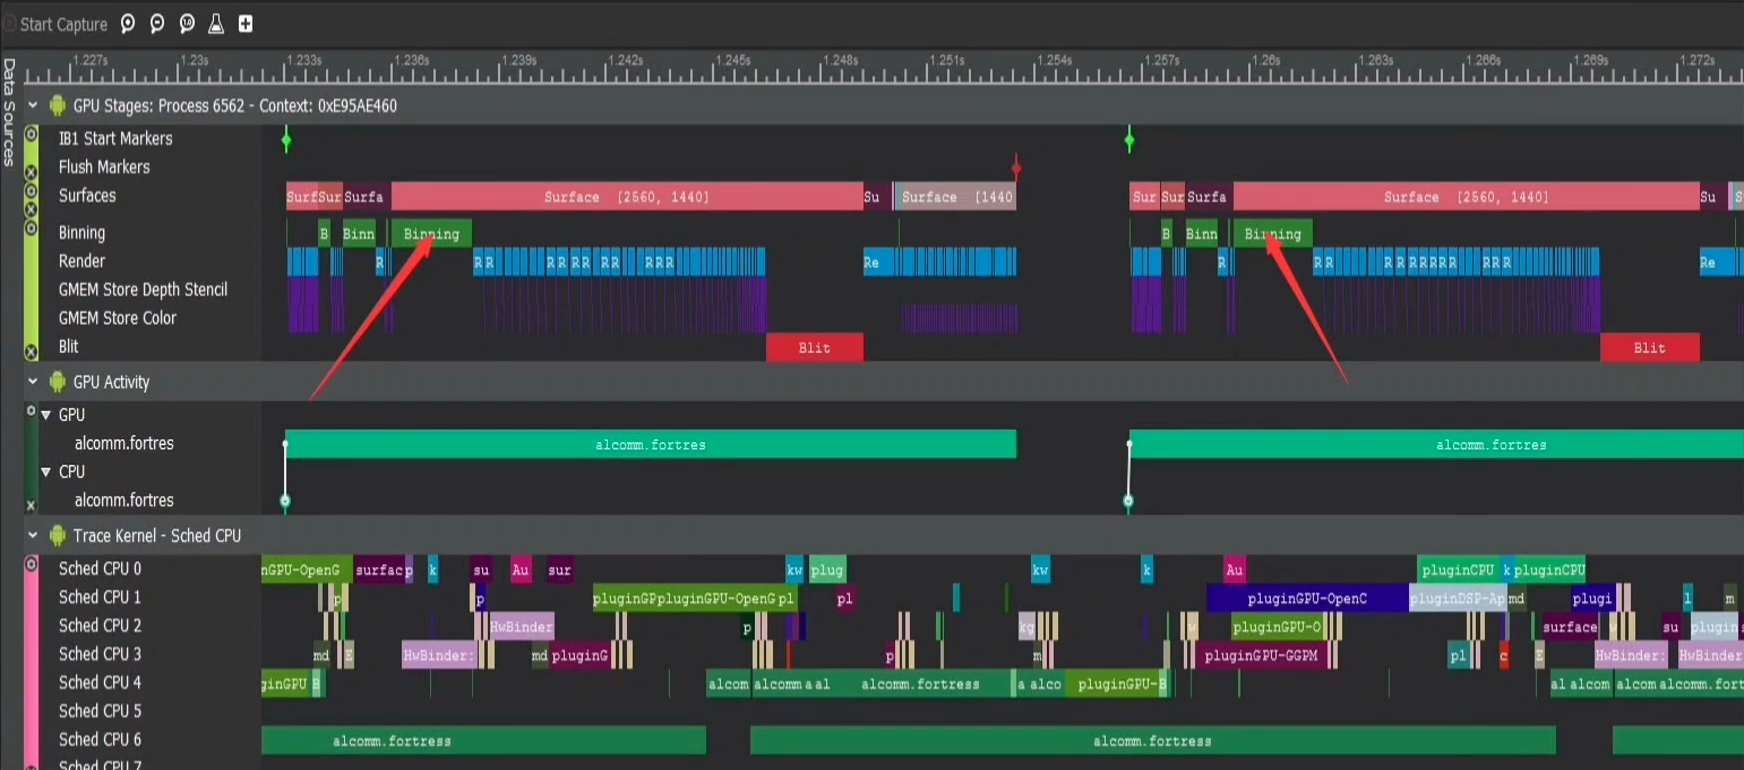 Start Capture
1.227s 1.23s 1.233s 1.236s 1.239s 1.242s 1.245s 1.248s 1.251s 1.254s 1.257s 1.26s 1.263s 1.266s 1.269s 1.272s
Data Sources
GPU Stages: Process 6562 - Context: 0xE95AE460
IB1 Start Markers
Flush Markers
Surfaces Surf Sur Surfa Surface [2560, 1440] Su Surface [1440 Sur Sur Surfa Surface [2560, 1440] Su S
Binning B Binn Binning B Binn Binning
Render R R R R R R R R R R R R R Re R R R R R R R R R R R R R Re
GMEM Store Depth Stencil
GMEM Store Color
Blit Blit Blit
GPU Activity
GPU
alcomm.fortres alcomm.fortres alcomm.fortres
CPU
alcomm.fortres
Trace Kernel - Sched CPU
Sched CPU 0 nGPU-OpenG surfac p k su Au sur kw plug kw k Au pluginCPU k pluginCPU
Sched CPU 1 p p pluginGPpluginGPU-OpenG pl pl pluginGPU-OpenC pluginDSP-Ap md plugi l m
Sched CPU 2 HwBinder p kg w pluginGPU-O surface w su plugin
Sched CPU 3 md E HwBinder: md pluginG p m pluginGPU-GGPM pl c E HwBinder: HwBinder
Sched CPU 4 ginGPU B alcom alcomm a al alcomm.fortress a alco pluginGPU- B al alcom alcom alcomm.fort
Sched CPU 5
Sched CPU 6 alcomm.fortress alcomm.fortress
Sched CPU 7